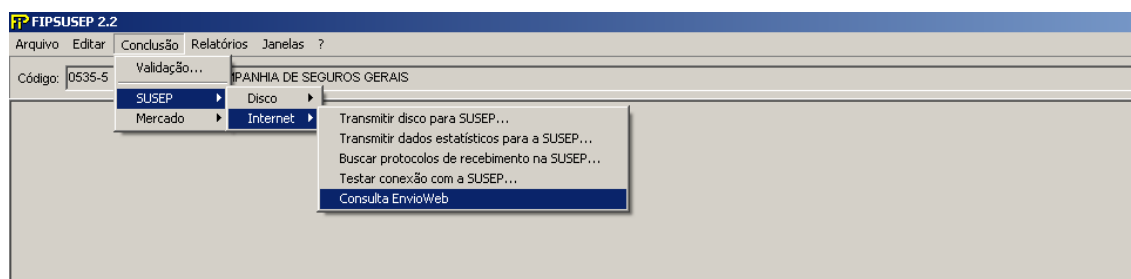 FIPSUSEP 2.2
Arquivo Editar Conclusão Relatórios Janelas ?
Código: 0535-5 MPANHIA DE SEGUROS GERAIS
Validação...
SUSEP
Mercado
Disco
Internet
Transmitir disco para SUSEP...
Transmitir dados estatísticos para a SUSEP...
Buscar protocolos de recebimento na SUSEP...
Testar conexão com a SUSEP...
Consulta EnvioWeb